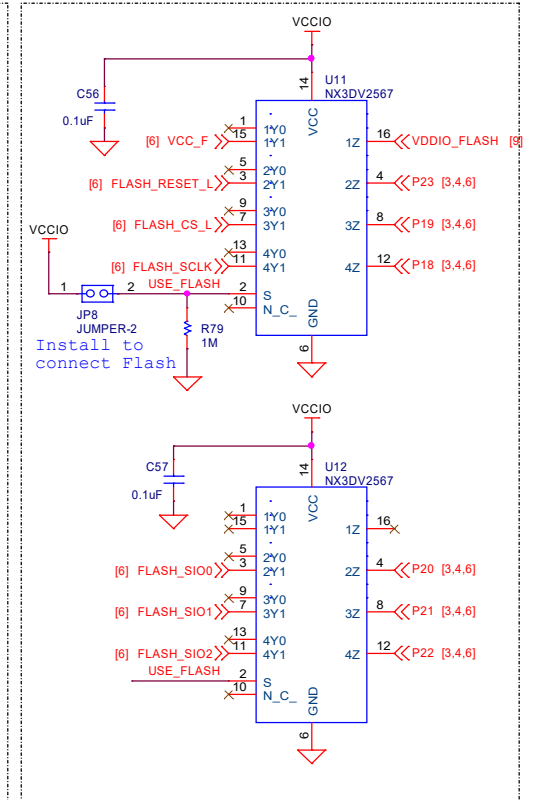 VCCIO
C56
0.1uF
14
U11
NX3DV2567
VCC
1
1Y0
15
1Y1
[6] VCC_F
5
2Y0
3
2Y1
[6] FLASH_RESET_L
9
3Y0
7
3Y1
[6] FLASH_CS_L
13
4Y0
11
4Y1
[6] FLASH_SCLK
USE_FLASH
2
S
10
N_C_
GND
6
1Z
16
VDDIO_FLASH [9]
2Z
4
P23 [3,4,6]
3Z
8
P19 [3,4,6]
4Z
12
P18 [3,4,6]
VCCIO
1
2
JP8
JUMPER-2
Install to
connect Flash
R79
1M
VCCIO
C57
0.1uF
14
U12
NX3DV2567
VCC
1
1Y0
15
1Y1
5
2Y0
3
2Y1
[6] FLASH_SIO0
9
3Y0
7
3Y1
[6] FLASH_SIO1
13
4Y0
11
4Y1
[6] FLASH_SIO2
USE_FLASH
2
S
10
N_C_
GND
6
1Z
16
2Z
4
P20 [3,4,6]
3Z
8
P21 [3,4,6]
4Z
12
P22 [3,4,6]